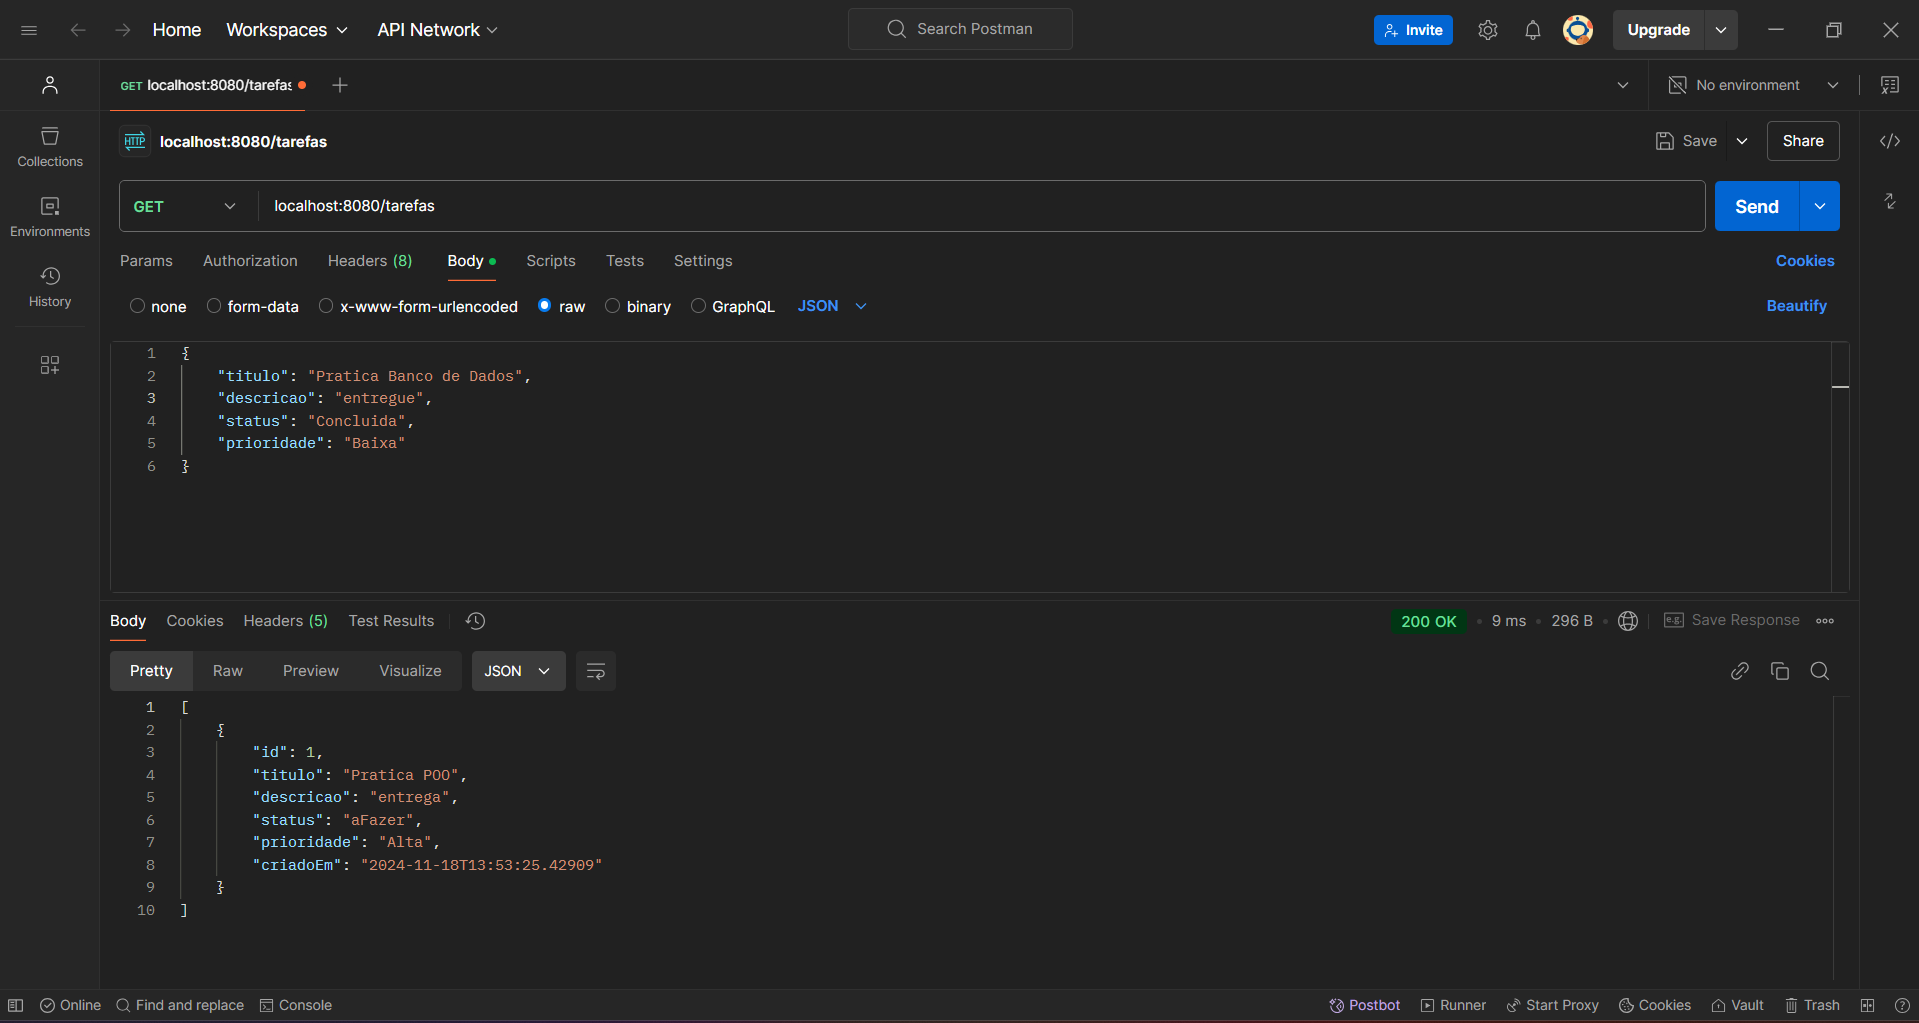 Home Workspaces API Network Search Postman Invite Upgrade
GET localhost:8080/tarefas No environment
HTTP localhost:8080/tarefas Save Share
Collections
GET localhost:8080/tarefas Send
Environments
Params Authorization Headers (8) Body Scripts Tests Settings Cookies
History
none form-data x-www-form-urlencoded raw binary GraphQL JSON Beautify
1 {
2 "titulo": "Pratica Banco de Dados",
3 "descricao": "entregue",
4 "status": "Concluida",
5 "prioridade": "Baixa"
6 }
Body Cookies Headers (5) Test Results 200 OK 9 ms 296 B e.g. Save Response
Pretty Raw Preview Visualize JSON
1 [
2 {
3 "id": 1,
4 "titulo": "Pratica POO",
5 "descricao": "entrega",
6 "status": "aFazer",
7 "prioridade": "Alta",
8 "criadoEm": "2024-11-18T13:53:25.42909"
9 }
10 ]
Online Find and replace Console Postbot Runner Start Proxy Cookies Vault Trash